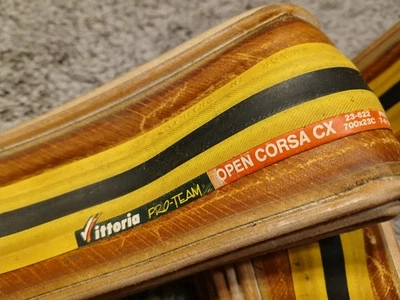 Vittoria PRO-TEAM OPEN CORSA CX
23-622
700x23C